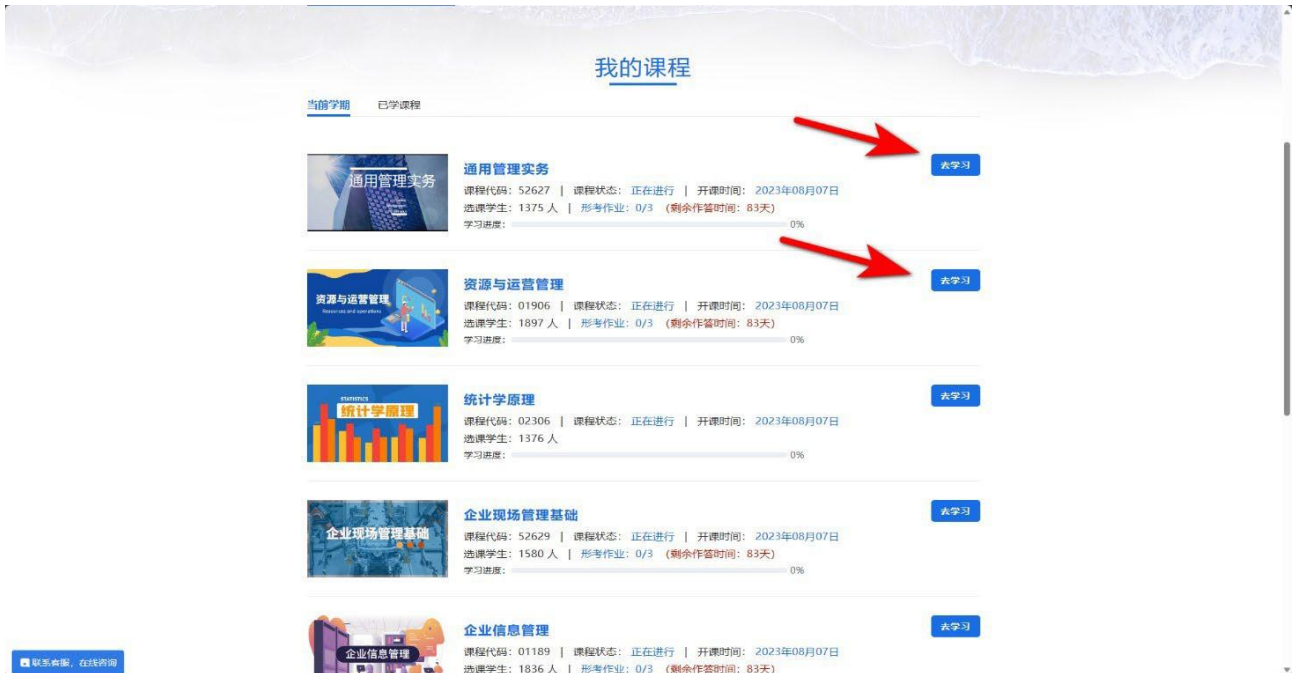 我的课程
当前学期 已学课程
通用管理实务
去学习
通用管理实务
课程代码：52627 | 课程状态：正在进行 | 开课时间：2023年08月07日
选课学生：1375 人 | 形考作业：0/3 （剩余作答时间：83天）
学习进度： 0%
资源与运营管理
Resources and operations
去学习
资源与运营管理
课程代码：01906 | 课程状态：正在进行 | 开课时间：2023年08月07日
选课学生：1897 人 | 形考作业：0/3 （剩余作答时间：83天）
学习进度： 0%
STATISTICS
统计学原理
去学习
统计学原理
课程代码：02306 | 课程状态：正在进行 | 开课时间：2023年08月07日
选课学生：1376 人
学习进度： 0%
企业现场管理基础
去学习
企业现场管理基础
课程代码：52629 | 课程状态：正在进行 | 开课时间：2023年08月07日
选课学生：1580 人 | 形考作业：0/3 （剩余作答时间：83天）
学习进度： 0%
企业信息管理
去学习
企业信息管理
课程代码：01189 | 课程状态：正在进行 | 开课时间：2023年08月07日
选课学生：1836 人 | 形考作业：0/3 （剩余作答时间：83天）
联系客服，在线咨询